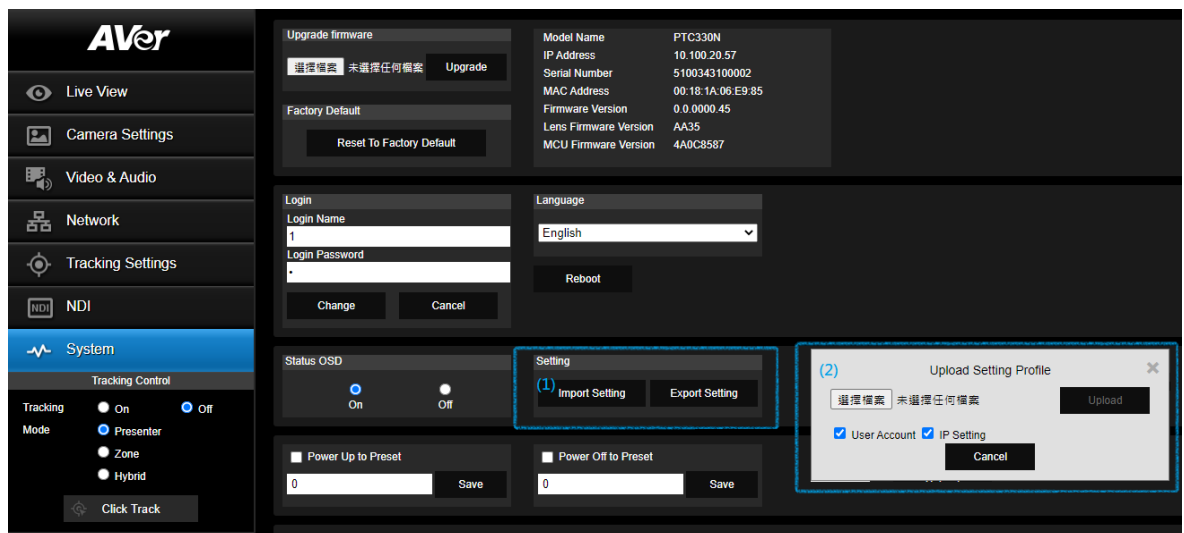 AVer
Live View
Camera Settings
Video & Audio
Network
Tracking Settings
NDI NDI
System
Tracking Control
Tracking On Off
Mode Presenter
Zone
Hybrid
Click Track
Upgrade firmware
選擇檔案 未選擇任何檔案 Upgrade
Factory Default
Reset To Factory Default
Model Name PTC330N
IP Address 10.100.20.57
Serial Number 5100343100002
MAC Address 00:18:1A:06:E9:85
Firmware Version 0.0.0000.45
Lens Firmware Version AA35
MCU Firmware Version 4A0C8587
Login
Login Name
1
Login Password
•
Change Cancel
Language
English
Reboot
Status OSD
On Off
Setting
(1) Import Setting Export Setting
(2) Upload Setting Profile ×
選擇檔案 未選擇任何檔案 Upload
User Account IP Setting
Cancel
Power Up to Preset
0 Save
Power Off to Preset
0 Save